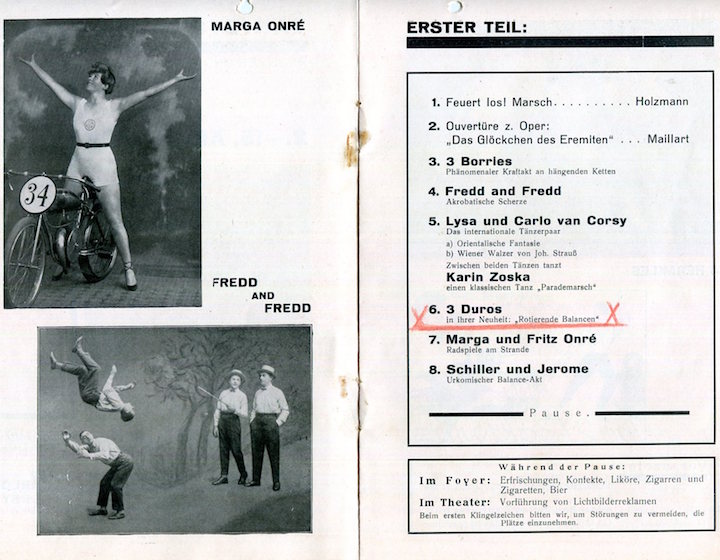 MARGA ONRÉ
34
FREDD
AND
FREDD
ERSTER TEIL:
1. Feuert los! Marsch . . . . . . . . . . Holzmann
2. Ouvertüre z. Oper:
„Das Glöckchen des Eremiten“ . . . Maillart
3. 3 Borries
Phänomenaler Kraftakt an hängenden Ketten
4. Fredd and Fredd
Akrobatische Scherze
5. Lysa und Carlo van Corsy
Das internationale Tänzerpaar
a) Orientalische Fantasie
b) Wiener Walzer von Joh. Strauß
Zwischen beiden Tänzen tanzt
Karin Zoska
einen klassischen Tanz „Parademarsch“
X 6. 3 Duros X
in ihrer Neuheit: „Rotierende Balancen“
7. Marga und Fritz Onré
Radspiele am Strande
8. Schiller und Jerome
Urkomischer Balance-Akt
Pause.
Während der Pause:
Im Foyer: Erfrischungen, Konfekte, Liköre, Zigarren und
Zigaretten, Bier
Im Theater: Vorführung von Lichtbilderreklamen
Beim ersten Klingelzeichen bitten wir, um Störungen zu vermeiden, die
Plätze einzunehmen.